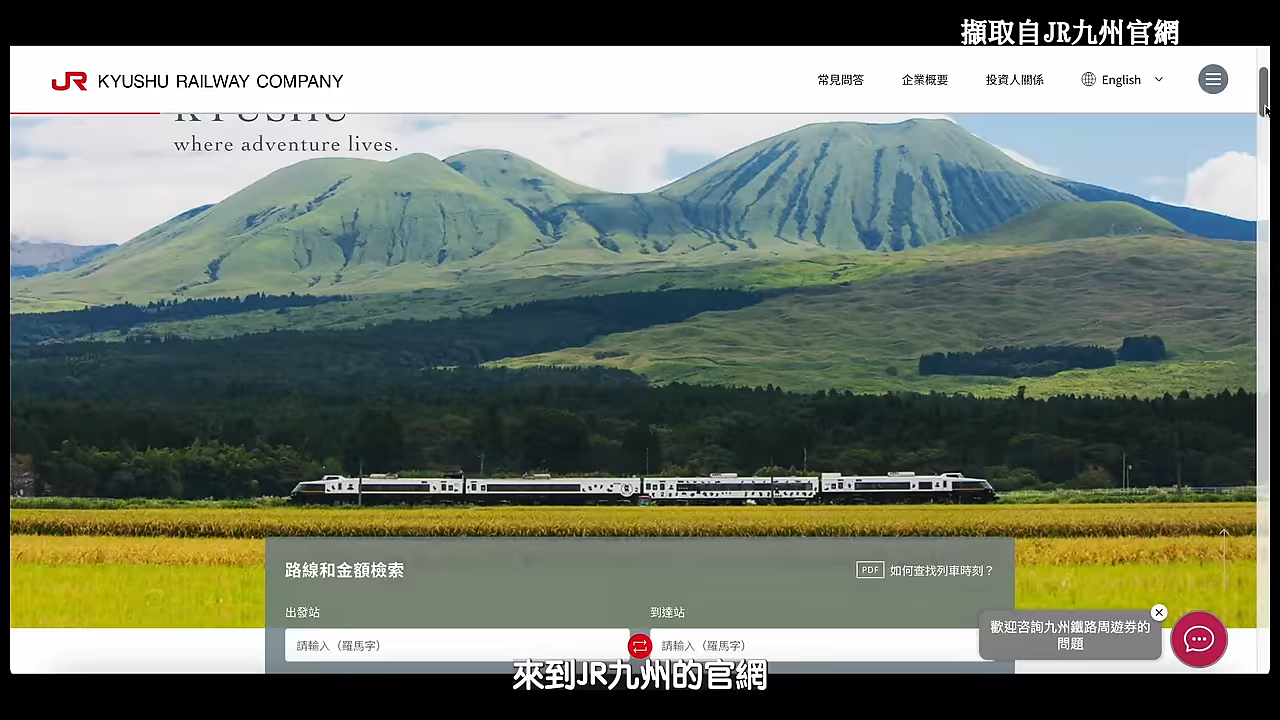 擷取自JR九州官網
JR KYUSHU RAILWAY COMPANY
常見問答
企業概要
投資人關係
English
KYUSHU
where adventure lives.
路線和金額檢索
PDF 如何查找列車時刻？
出發站
到達站
請輸入（羅馬字）
請輸入（羅馬字）
歡迎咨詢九州鐵路周遊券的
問題
來到JR九州的官網